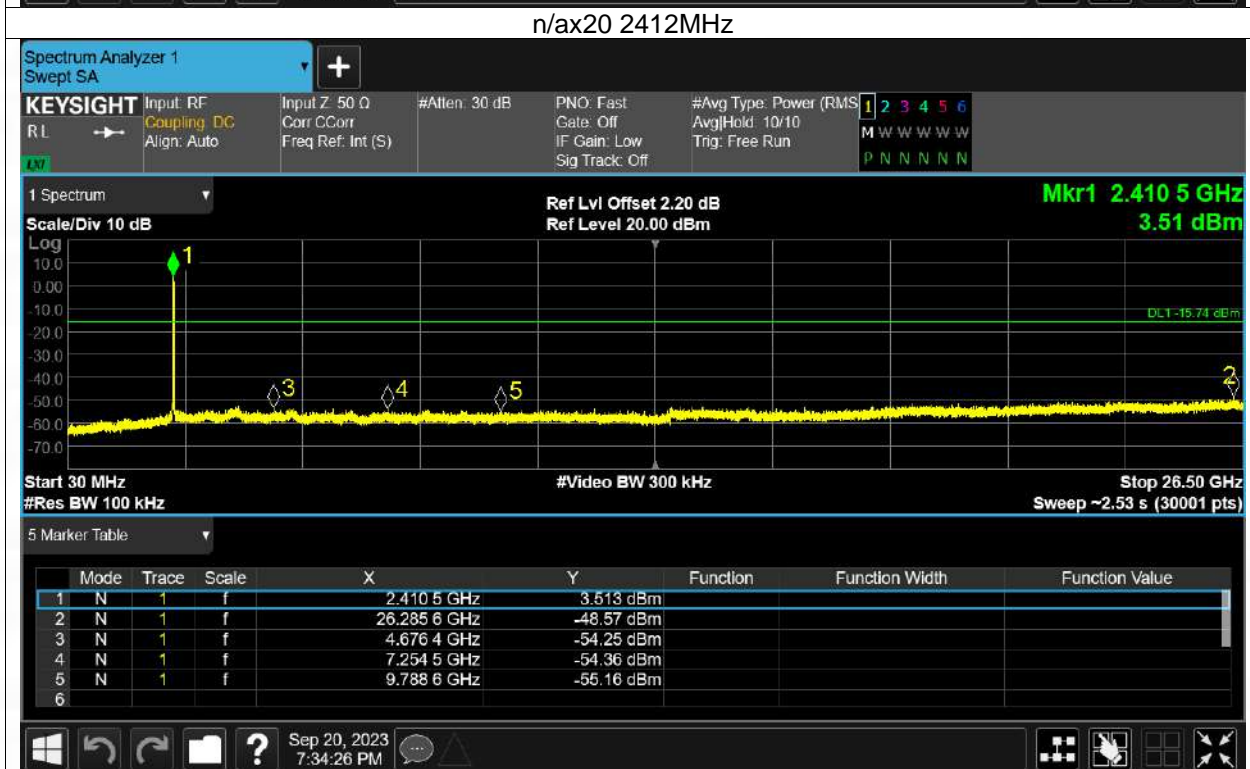 n/ax20 2412MHz
Spectrum Analyzer 1
Swept SA
+
KEYSIGHT Input: RF Input Z: 50 Ω #Atten: 30 dB PNO: Fast #Avg Type: Power (RMS 1 2 3 4 5 6
RL Coupling: DC Corr CCorr Gate: Off Avg|Hold: 10/10 M W W W W W
Align: Auto Freq Ref: Int (S) IF Gain: Low Trig: Free Run
LXI Sig Track: Off P N N N N N
1 Spectrum Ref Lvl Offset 2.20 dB Mkr1 2.410 5 GHz
Scale/Div 10 dB Ref Level 20.00 dBm 3.51 dBm
Log
1
10.0
0.00
-10.0
DL1 -15.74 dBm
-20.0
-30.0
-40.0
3 4 5 2
-50.0
-60.0
-70.0
Start 30 MHz #Video BW 300 kHz Stop 26.50 GHz
#Res BW 100 kHz Sweep ~2.53 s (30001 pts)
5 Marker Table
Mode Trace Scale X Y Function Function Width Function Value
1 N 1 f 2.410 5 GHz 3.513 dBm
2 N 1 f 26.285 6 GHz -48.57 dBm
3 N 1 f 4.676 4 GHz -54.25 dBm
4 N 1 f 7.254 5 GHz -54.36 dBm
5 N 1 f 9.788 6 GHz -55.16 dBm
6
? Sep 20, 2023
7:34:26 PM